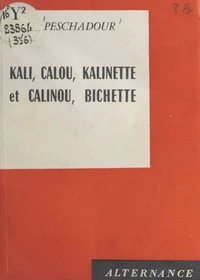 PESCHADOUR
KALI, CALOU, KALINETTE
et CALINOU, BICHETTE
ALTERNANCE